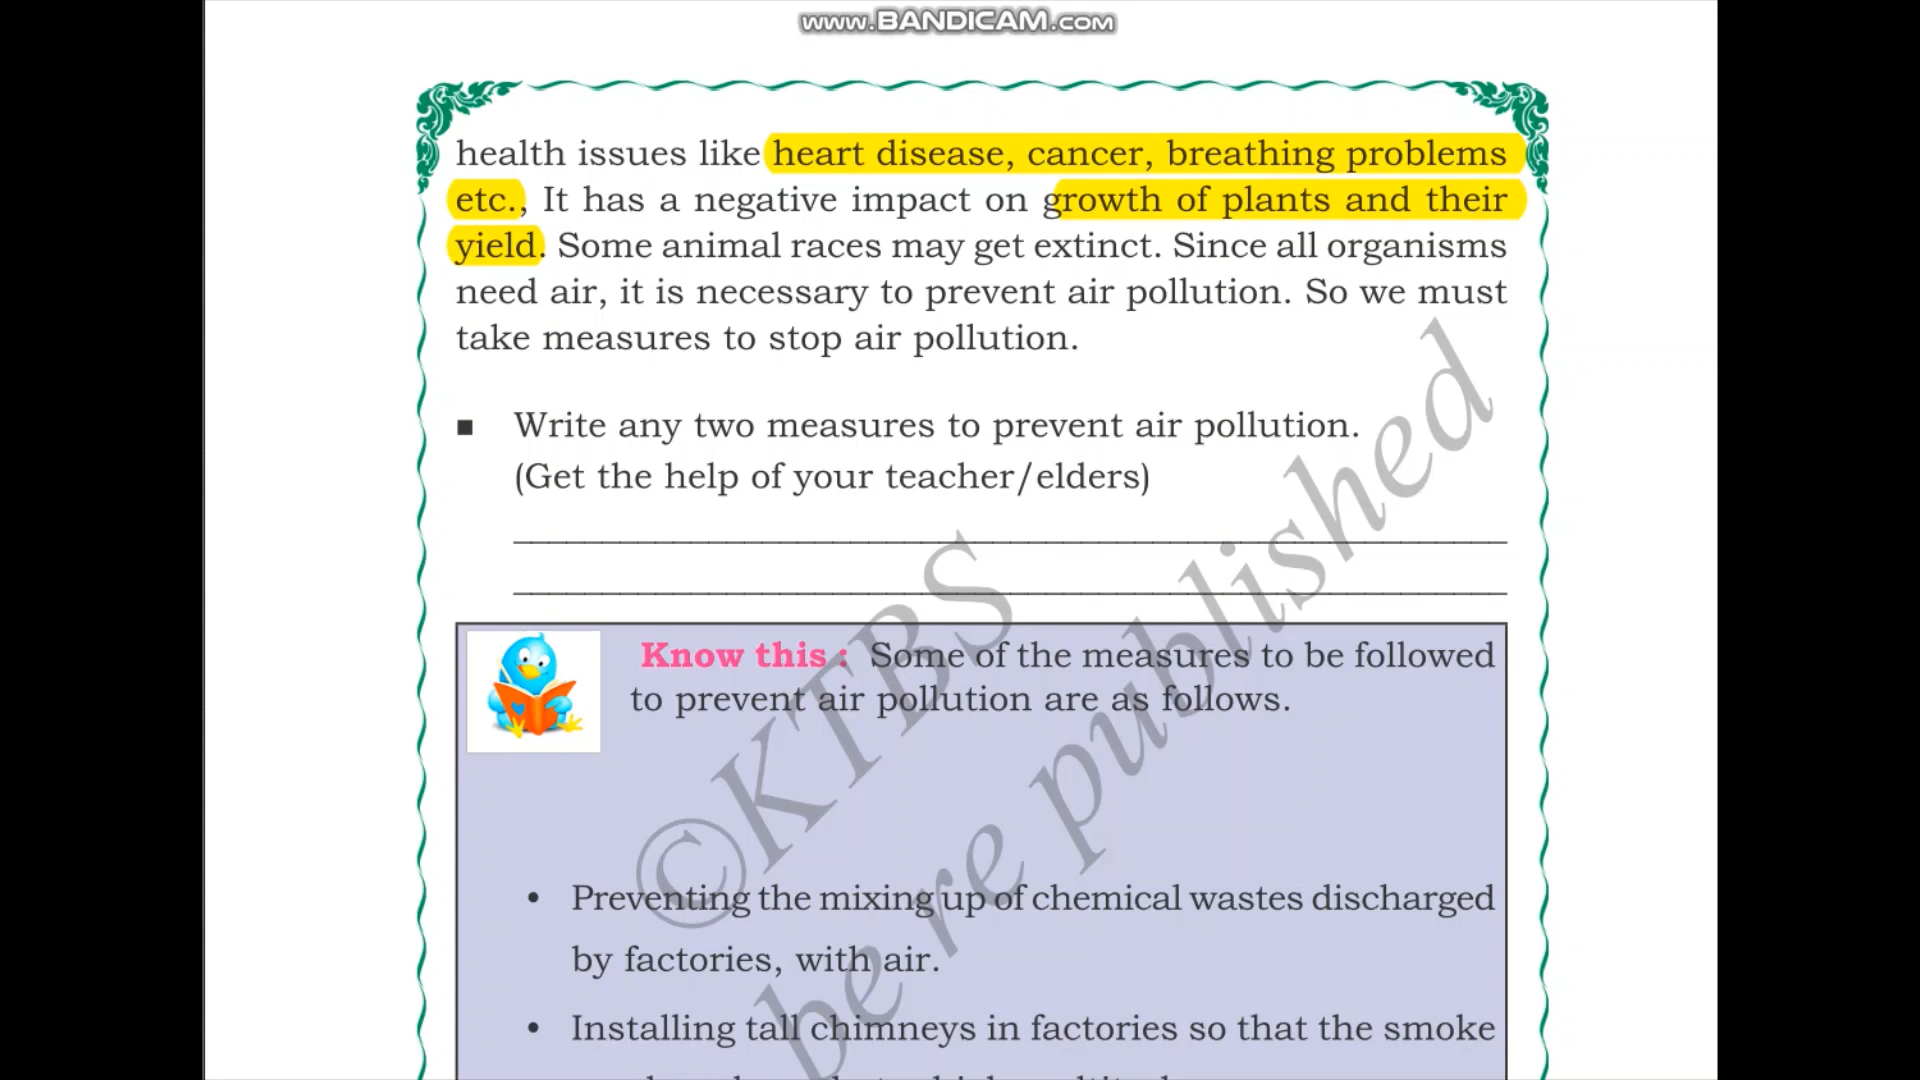 www.BANDICAM.com
health issues like heart disease, cancer, breathing problems
etc., It has a negative impact on growth of plants and their
yield. Some animal races may get extinct. Since all organisms
need air, it is necessary to prevent air pollution. So we must
take measures to stop air pollution.
■ Write any two measures to prevent air pollution.
(Get the help of your teacher/elders)
Know this : Some of the measures to be followed
to prevent air pollution are as follows.
• Preventing the mixing up of chemical wastes discharged
by factories, with air.
• Installing tall chimneys in factories so that the smoke
©KTBS
be re published